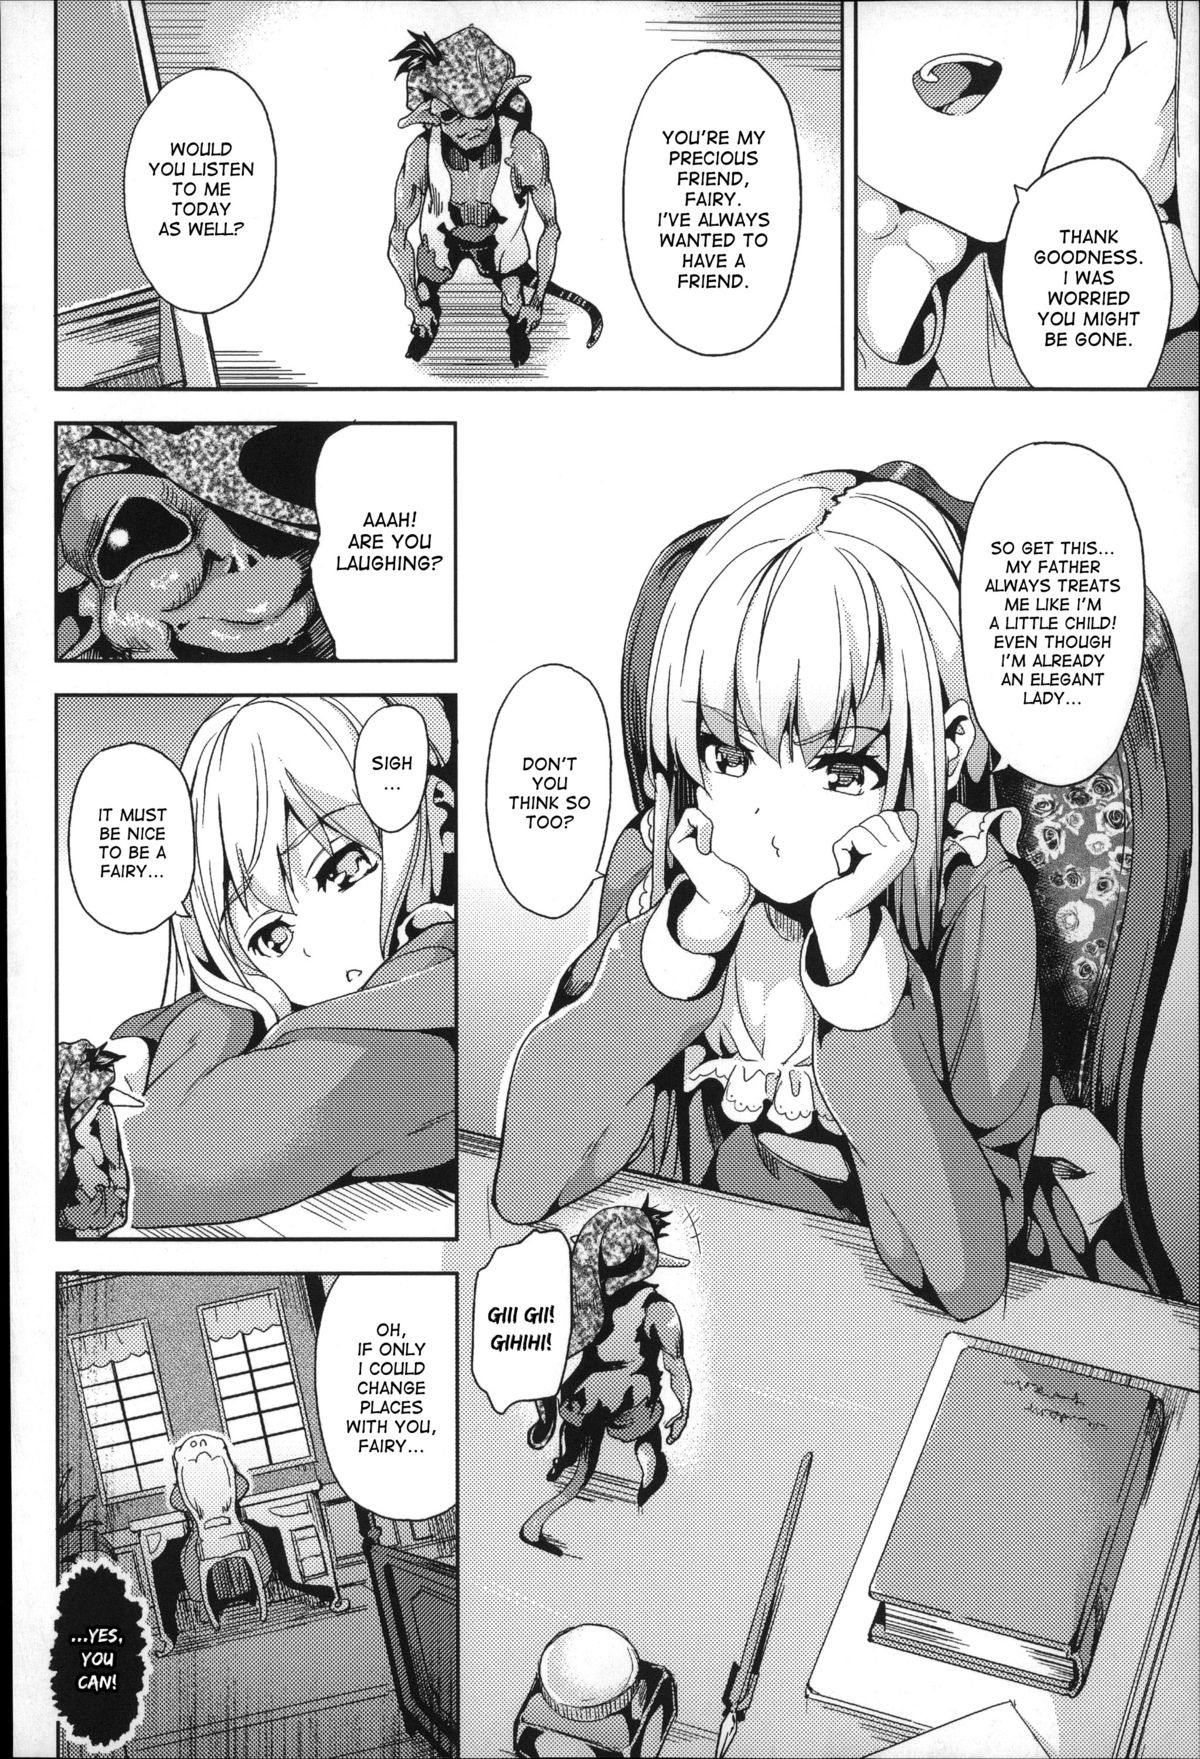 THANK
GOODNESS.
I WAS
WORRIED
YOU MIGHT
BE GONE.
YOU'RE MY
PRECIOUS
FRIEND,
FAIRY.
I'VE ALWAYS
WANTED TO
HAVE A
FRIEND.
WOULD
YOU LISTEN
TO ME
TODAY
AS WELL?
SO GET THIS...
MY FATHER
ALWAYS TREATS
ME LIKE I'M
A LITTLE CHILD!
EVEN THOUGH
I'M ALREADY
AN ELEGANT
LADY...
DON'T
YOU
THINK SO
TOO?
GIII GII!
GIHIHI!
AAAH!
ARE YOU
LAUGHING?
SIGH
...
IT MUST
BE NICE
TO BE A
FAIRY...
OH,
IF ONLY
I COULD
CHANGE
PLACES
WITH YOU,
FAIRY...
...YES,
YOU
CAN!